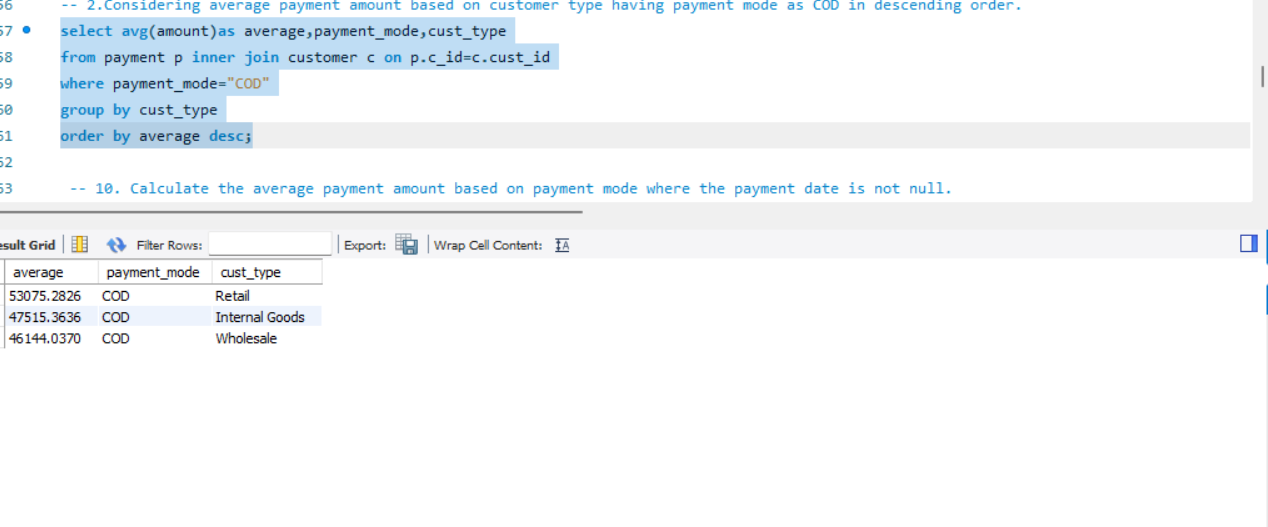 56 -- 2.Considering average payment amount based on customer type having payment mode as COD in descending order.
57 select avg(amount)as average,payment_mode,cust_type
58 from payment p inner join customer c on p.c_id=c.cust_id
59 where payment_mode="COD"
60 group by cust_type
61 order by average desc;
62
63 -- 10. Calculate the average payment amount based on payment mode where the payment date is not null.
esult Grid Filter Rows: Export: Wrap Cell Content:
average payment_mode cust_type
53075.2826 COD Retail
47515.3636 COD Internal Goods
46144.0370 COD Wholesale